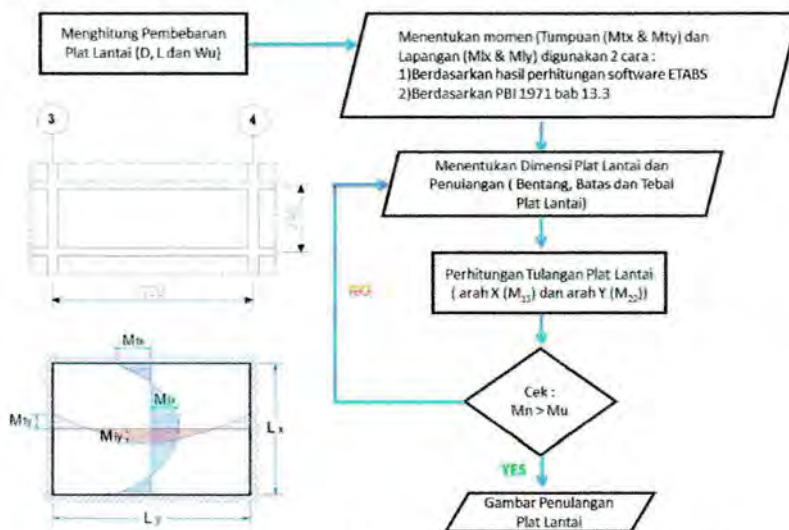 Menghitung Pembebanan
Plat Lantai (D, L dan Wu)
Menentukan momen (Tumpuan (Mtx & Mty) dan
Lapangan (Mlx & Mly) digunakan 2 cara :
1)Berdasarkan hasil perhitungan software ETABS
2)Berdasarkan PBI 1971 bab 13.3
3
4
Menentukan Dimensi Plat Lantai dan
Penulangan ( Bentang, Batas dan Tebal
Plat Lantai)
NO
Perhitungan Tulangan Plat Lantai
( arah X (M11) dan arah Y (M22))
Mtx
Mlx
Mty
Mly
Lx
Ly
Cek :
Mn > Mu
YES
Gambar Penulangan
Plat Lantai